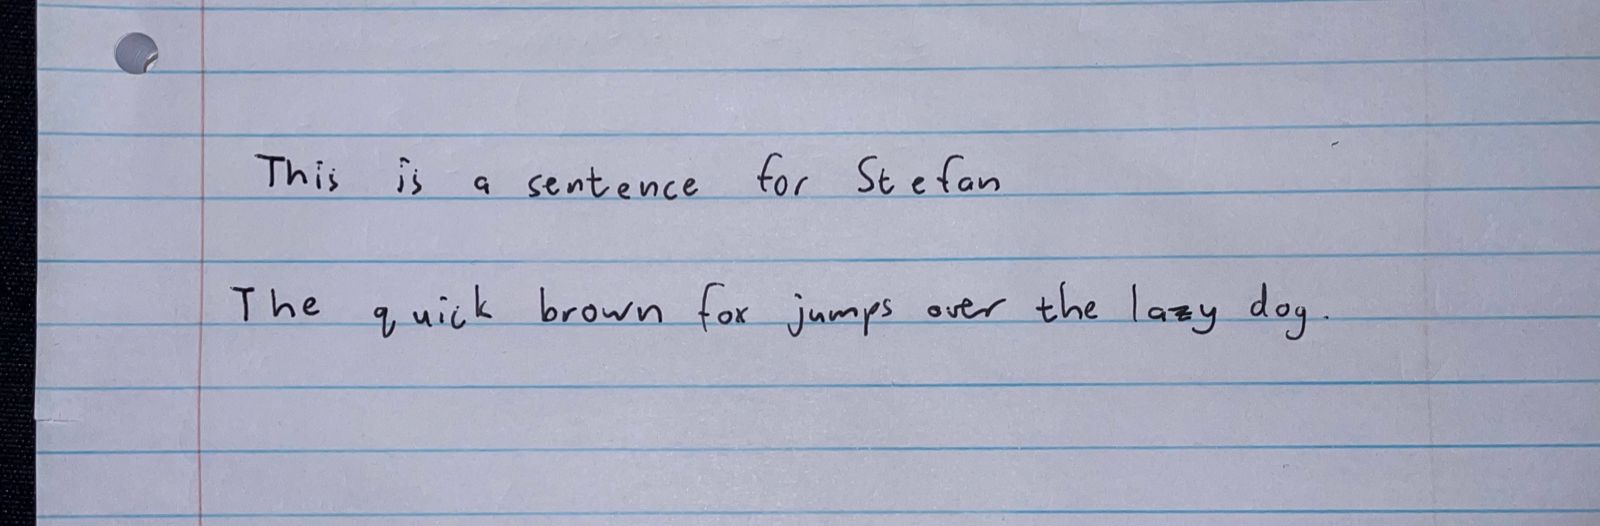 This is a sentence for Stefan
The quick brown fox jumps over the lazy dog.